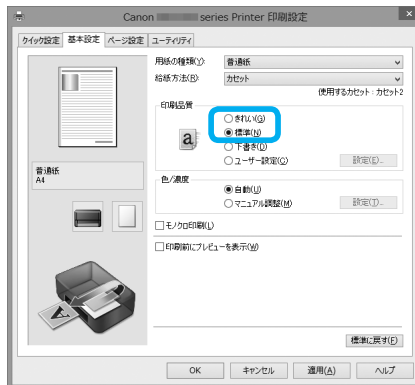 Canon series Printer 印刷設定
クイック設定 基本設定 ページ設定 ユーティリティ
用紙の種類(Y): 普通紙
給紙方法(R): カセット
(使用するカセット : カセット2
印刷品質
きれい(G)
標準(N)
下書き(D)
ユーザー設定(C) 設定(E)...
普通紙
A4
色/濃度
自動(U)
マニュアル調整(M) 設定(T)...
モノクロ印刷(L)
印刷前にプレビューを表示(W)
標準に戻す(F)
OK キャンセル 適用(A) ヘルプ